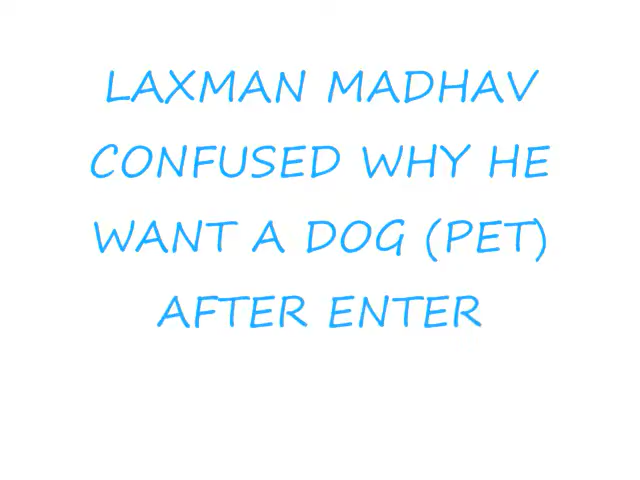 LAXMAN MADHAV
CONFUSED WHY HE
WANT A DOG (PET)
AFTER ENTER